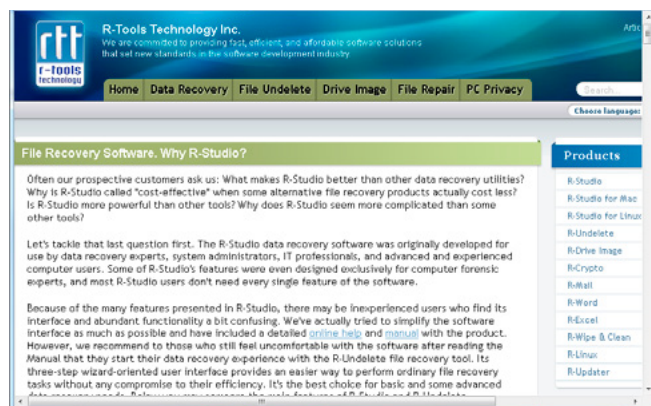 rtt
r-tools
technology
R-Tools Technology Inc.
We are committed to providing fast, efficient, and affordable software solutions
that set new standards in the software development industry
Artic
Home Data Recovery File Undelete Drive Image File Repair PC Privacy
Search...
Choose language:
File Recovery Software. Why R-Studio?
Often our prospective customers ask us: What makes R-Studio better than other data recovery utilities?
Why is R-Studio called "cost-effective" when some alternative file recovery products actually cost less?
Is R-Studio more powerful than other tools? Why does R-Studio seem more complicated than some
other tools?
Let's tackle that last question first. The R-Studio data recovery software was originally developed for
use by data recovery experts, system administrators, IT professionals, and advanced and experienced
computer users. Some of R-Studio's features were even designed exclusively for computer forensic
experts, and most R-Studio users don't need every single feature of the software.
Because of the many features presented in R-Studio, there may be inexperienced users who find its
interface and abundant functionality a bit confusing. We've actually tried to simplify the software
interface as much as possible and have included a detailed online help and manual with the product.
However, we recommend to those who still feel uncomfortable with the software after reading the
Manual that they start their data recovery experience with the R-Undelete file recovery tool. Its
three-step wizard-oriented user interface provides an easier way to perform ordinary file recovery
tasks without any compromise to their efficiency. It's the best choice for basic and some advanced
data recovery needs. Below you may compare the main features of R-Studio and R-Undelete
Products
R-Studio
R-Studio for Mac
R-Studio for Linux
R-Undelete
R-Drive Image
R-Crypto
R-Mail
R-Word
R-Excel
R-Wipe & Clean
R-Linux
R-Updater